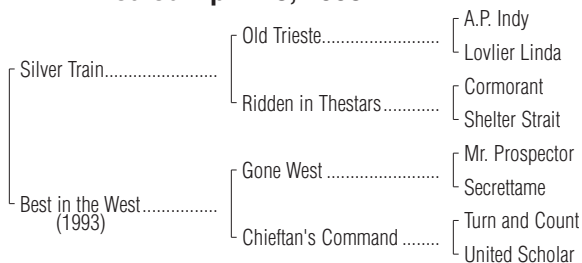 A.P. Indy
Old Trieste........................
Lovlier Linda
Silver Train.......................
Cormorant
Ridden in Thestars............
Shelter Strait
Mr. Prospector
Gone West .....................
Secrettame
Best in the West...............
(1993)
Turn and Count
Chieftan's Command ........
United Scholar